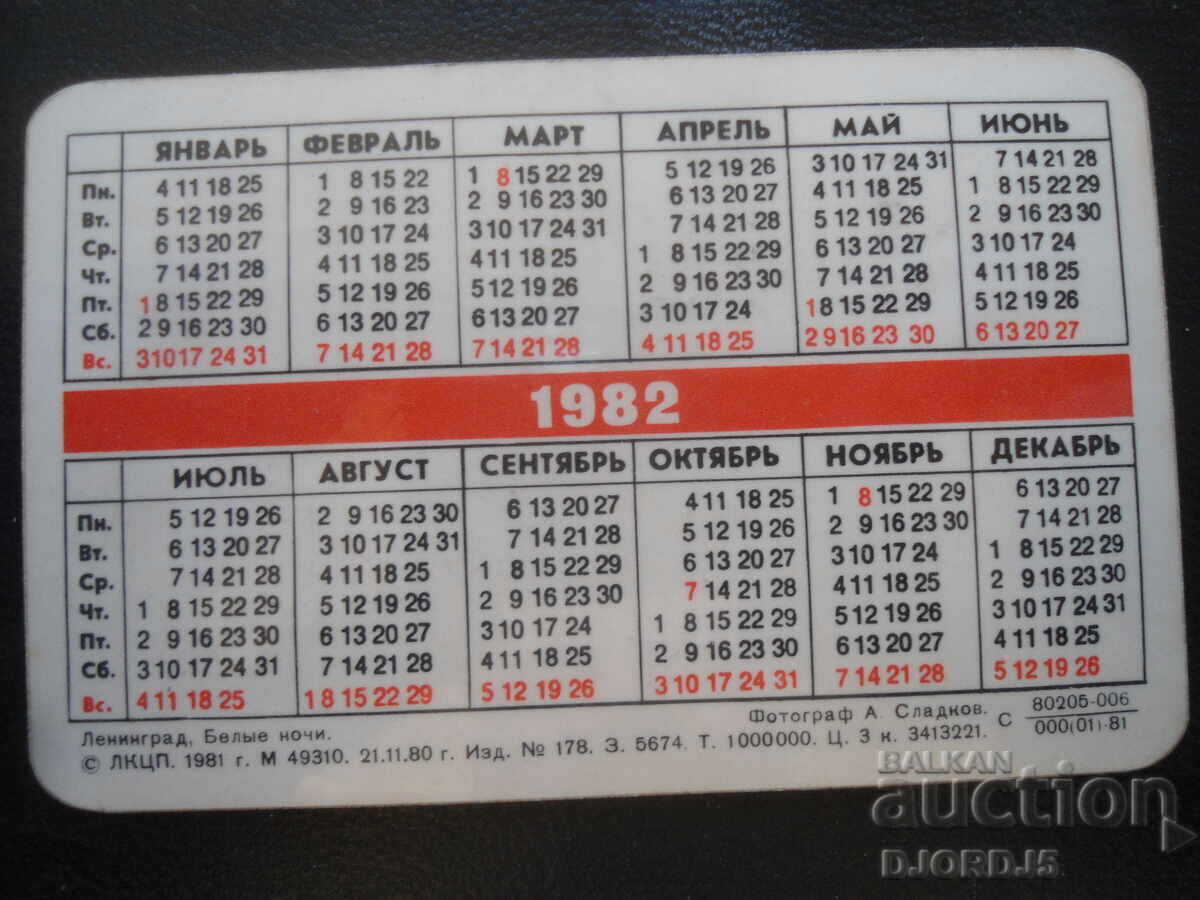 ЯНВАРЬ ФЕВРАЛЬ МАРТ АПРЕЛЬ МАЙ ИЮНЬ
Пн. 4 11 18 25 1 8 15 22 1 8 15 22 29 5 12 19 26 3 10 17 24 31 7 14 21 28
Вт. 5 12 19 26 2 9 16 23 2 9 16 23 30 6 13 20 27 4 11 18 25 1 8 15 22 29
Ср. 6 13 20 27 3 10 17 24 3 10 17 24 31 7 14 21 28 5 12 19 26 2 9 16 23 30
Чт. 7 14 21 28 4 11 18 25 4 11 18 25 1 8 15 22 29 6 13 20 27 3 10 17 24
Пт. 1 8 15 22 29 5 12 19 26 5 12 19 26 2 9 16 23 30 7 14 21 28 4 11 18 25
Сб. 2 9 16 23 30 6 13 20 27 6 13 20 27 3 10 17 24 1 8 15 22 29 5 12 19 26
Вс. 3 10 17 24 31 7 14 21 28 7 14 21 28 4 11 18 25 2 9 16 23 30 6 13 20 27
1982
ИЮЛЬ АВГУСТ СЕНТЯБРЬ ОКТЯБРЬ НОЯБРЬ ДЕКАБРЬ
Пн. 5 12 19 26 2 9 16 23 30 6 13 20 27 4 11 18 25 1 8 15 22 29 6 13 20 27
Вт. 6 13 20 27 3 10 17 24 31 7 14 21 28 5 12 19 26 2 9 16 23 30 7 14 21 28
Ср. 7 14 21 28 4 11 18 25 1 8 15 22 29 6 13 20 27 3 10 17 24 1 8 15 22 29
Чт. 1 8 15 22 29 5 12 19 26 2 9 16 23 30 7 14 21 28 4 11 18 25 2 9 16 23 30
Пт. 2 9 16 23 30 6 13 20 27 3 10 17 24 1 8 15 22 29 5 12 19 26 3 10 17 24 31
Сб. 3 10 17 24 31 7 14 21 28 4 11 18 25 2 9 16 23 30 6 13 20 27 4 11 18 25
Вс. 4 11 18 25 1 8 15 22 29 5 12 19 26 3 10 17 24 31 7 14 21 28 5 12 19 26
Ленинград, Белые ночи. Фотограф А. Сладков. С 80205-006
© ЛКЦП. 1981 г. М 49310. 21.11.80 г. Изд. № 178. З. 5674. Т. 1000000. Ц. 3 к. 3413221. 000(01)-81
BALKAN
auction
DJORDJ5